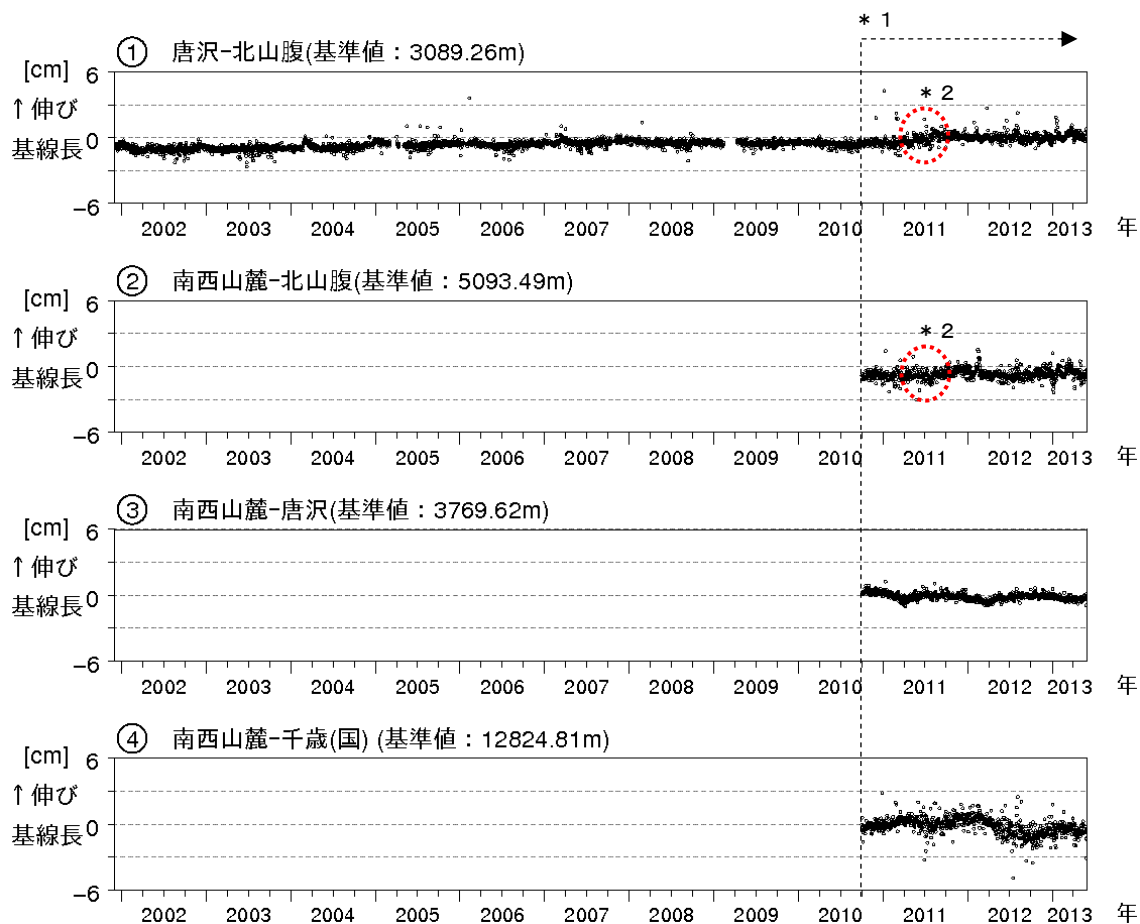 * 1
① 唐沢-北山腹(基準値:3089.26m)
[cm]
6
↑伸び
* 2
基線長
0
-6
2002 2003 2004 2005 2006 2007 2008 2009 2010 2011 2012 2013 年
② 南西山麓-北山腹(基準値:5093.49m)
[cm]
6
↑伸び
* 2
基線長
0
-6
2002 2003 2004 2005 2006 2007 2008 2009 2010 2011 2012 2013 年
③ 南西山麓-唐沢(基準値:3769.62m)
[cm]
6
↑伸び
基線長
0
-6
2002 2003 2004 2005 2006 2007 2008 2009 2010 2011 2012 2013 年
④ 南西山麓-千歳(国) (基準値:12824.81m)
[cm]
6
↑伸び
基線長
0
-6
2002 2003 2004 2005 2006 2007 2008 2009 2010 2011 2012 2013 年